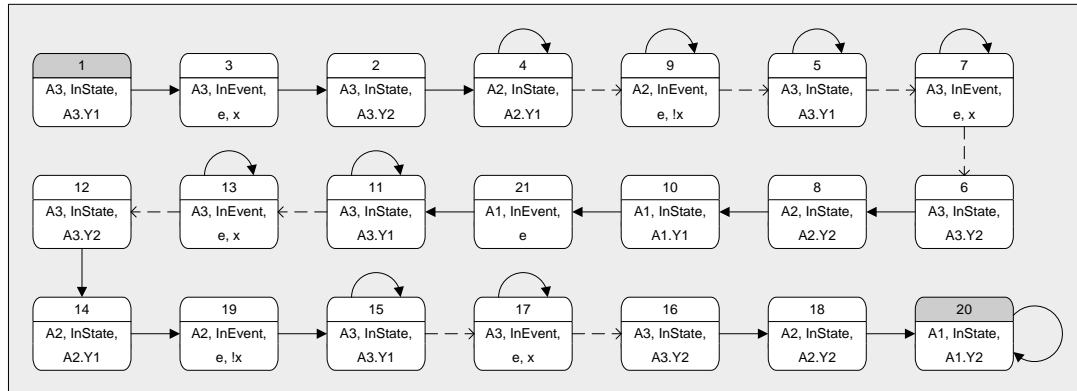 1
A3, InState,
A3.Y1
3
A3, InEvent,
e, x
2
A3, InState,
A3.Y2
4
A2, InState,
A2.Y1
9
A2, InEvent,
e, !x
5
A3, InState,
A3.Y1
7
A3, InEvent,
e, x
12
A3, InState,
A3.Y2
13
A3, InEvent,
e, x
11
A3, InState,
A3.Y1
21
A1, InEvent,
e
10
A1, InState,
A1.Y1
8
A2, InState,
A2.Y2
6
A3, InState,
A3.Y2
14
A2, InState,
A2.Y1
19
A2, InEvent,
e, !x
15
A3, InState,
A3.Y1
17
A3, InEvent,
e, x
16
A3, InState,
A3.Y2
18
A2, InState,
A2.Y2
20
A1, InState,
A1.Y2